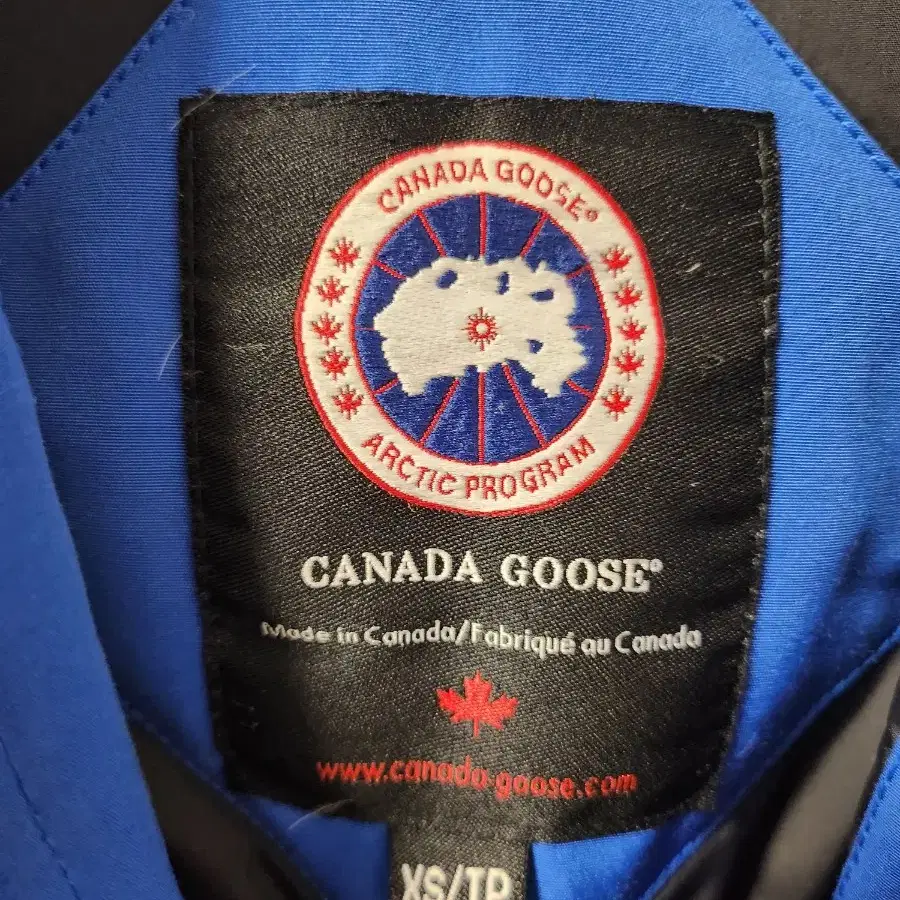 CANADA GOOSE®
ARCTIC PROGRAM
CANADA GOOSE®
Made in Canada/Fabriqué au Canada
www.canada-goose.com
XS/TP